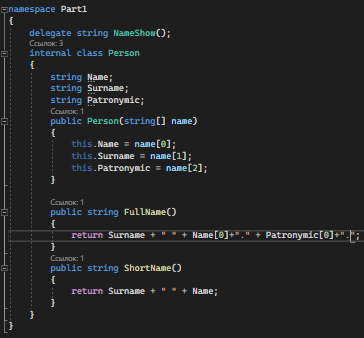 namespace Part1
{
    delegate string NameShow();
    Ссылок: 3
    internal class Person
    {
        string Name;
        string Surname;
        string Patronymic;
        Ссылок: 1
        public Person(string[] name)
        {
            this.Name = name[0];
            this.Surname = name[1];
            this.Patronymic = name[2];
        }

        Ссылок: 1
        public string FullName()
        {
            return Surname + " " + Name[0]+"." + Patronymic[0]+".";
        }
        Ссылок: 1
        public string ShortName()
        {
            return Surname + " " + Name;
        }
    }
}